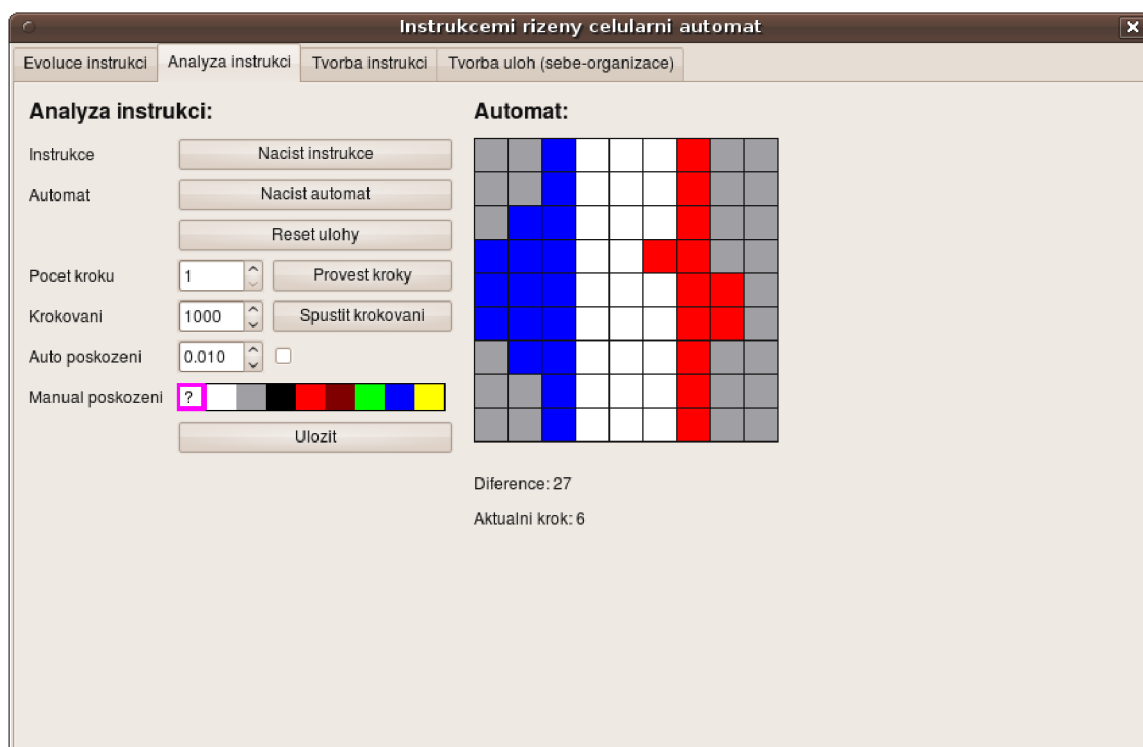 Instrukcemi rizeny celularni automat
Evoluce instrukci Analyza instrukci Tvorba instrukci Tvorba uloh (sebe-organizace)
Analyza instrukci:
Instrukce Nacist instrukce
Automat Nacist automat
Reset ulohy
Pocet kroku 1 Provest kroky
Krokovani 1000 Spustit krokovani
Auto poskozeni 0.010
Manual poskozeni ?
Ulozit
Automat:
Diference: 27
Aktualni krok: 6